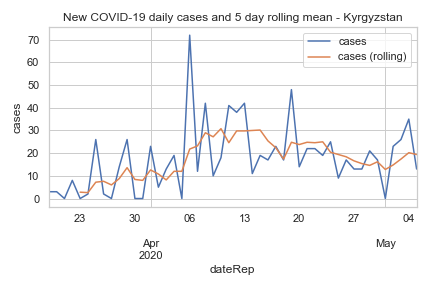 New COVID-19 daily cases and 5 day rolling mean - Kyrgyzstan
cases
cases (rolling)
70
60
50
40
30
20
10
0
cases
23
30
06
13
20
27
04
Apr
2020
May
dateRep